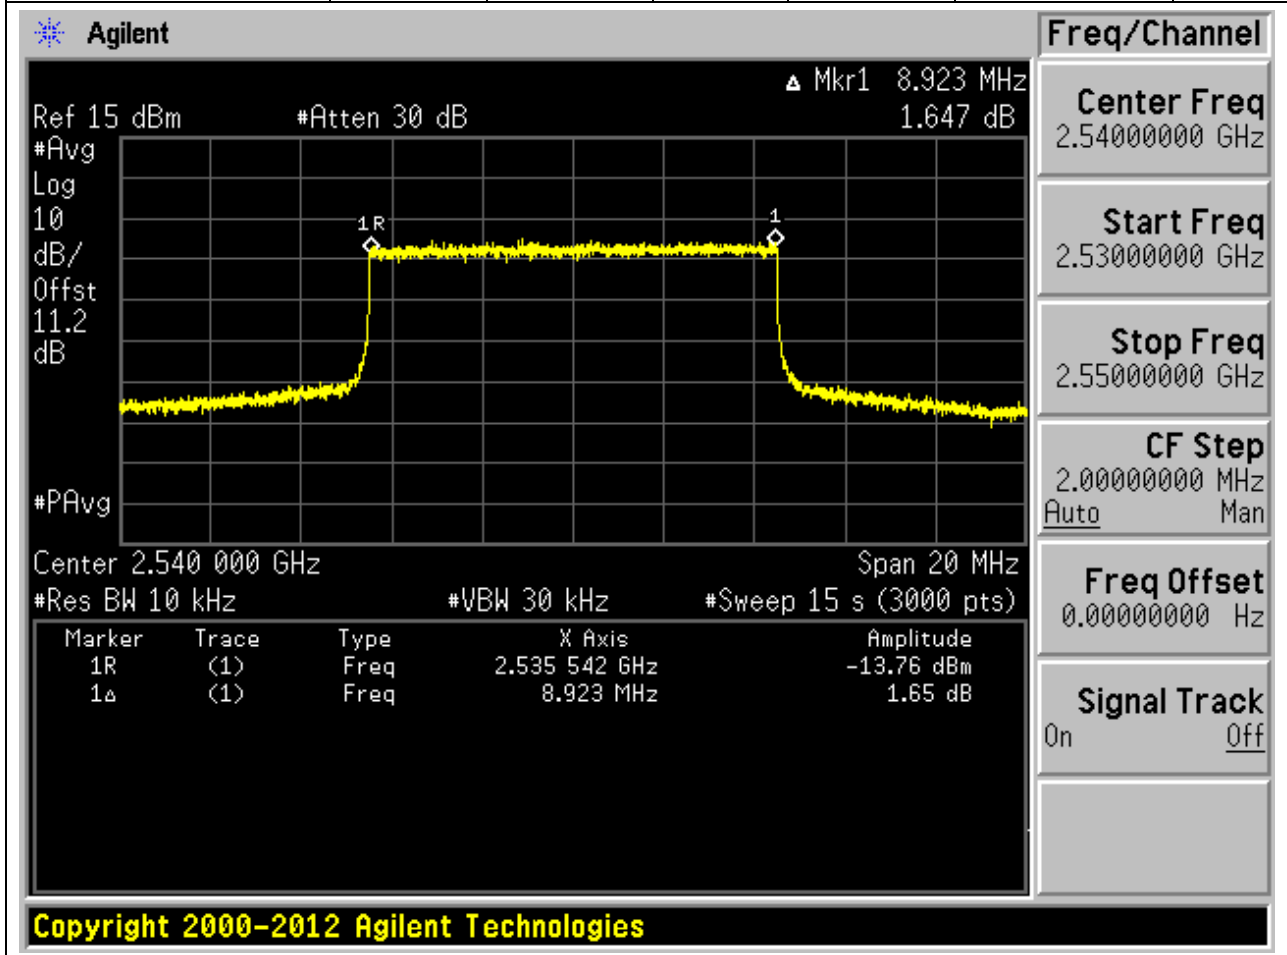 Agilent
Freq/Channel
Δ Mkr1 8.923 MHz
Ref 15 dBm #Atten 30 dB 1.647 dB
#Avg
Log
10
dB/
Offst
11.2
dB
1R
1
#PAvg
Center 2.540 000 GHz Span 20 MHz
#Res BW 10 kHz #VBW 30 kHz #Sweep 15 s (3000 pts)
Marker Trace Type X Axis Amplitude
1R (1) Freq 2.535 542 GHz -13.76 dBm
1Δ (1) Freq 8.923 MHz 1.65 dB
Center Freq
2.54000000 GHz
Start Freq
2.53000000 GHz
Stop Freq
2.55000000 GHz
CF Step
2.00000000 MHz
Auto Man
Freq Offset
0.00000000 Hz
Signal Track
On Off
Copyright 2000-2012 Agilent Technologies